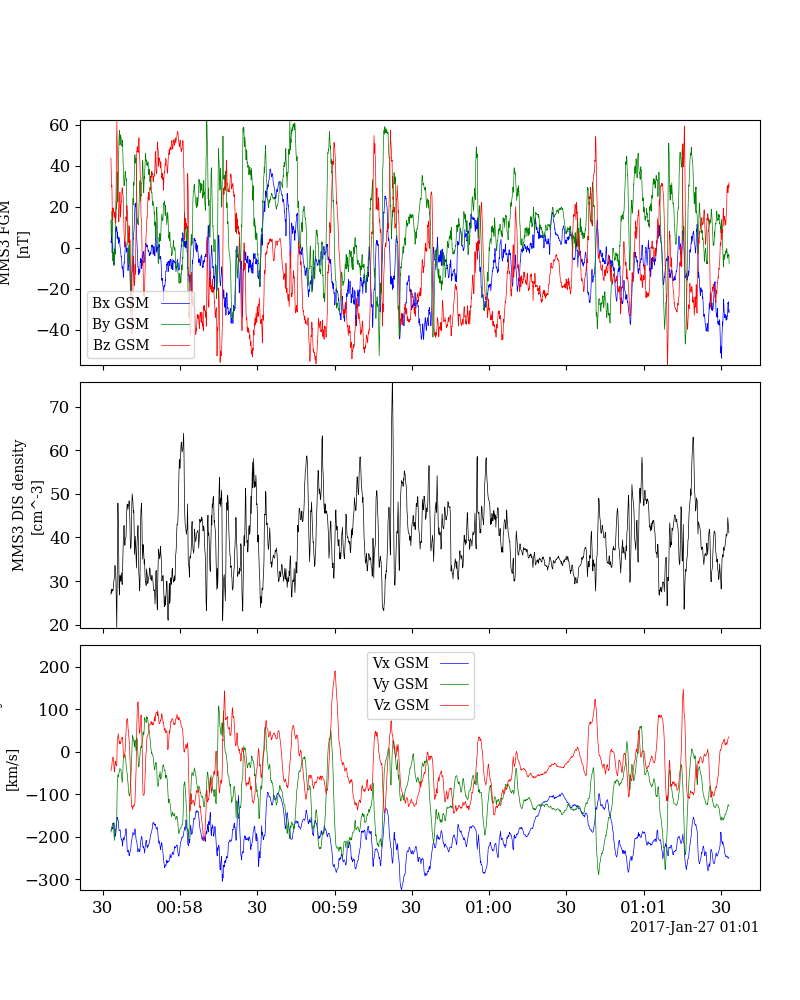 60
40
20
0
−20
−40
MMS3 FGM
[nT]
Bx GSM
By GSM
Bz GSM
70
60
50
40
30
20
MMS3 DIS density
[cm^-3]
200
100
0
−100
−200
−300
[km/s]
Vx GSM
Vy GSM
Vz GSM
30
00:58
30
00:59
30
01:00
30
01:01
30
2017-Jan-27 01:01